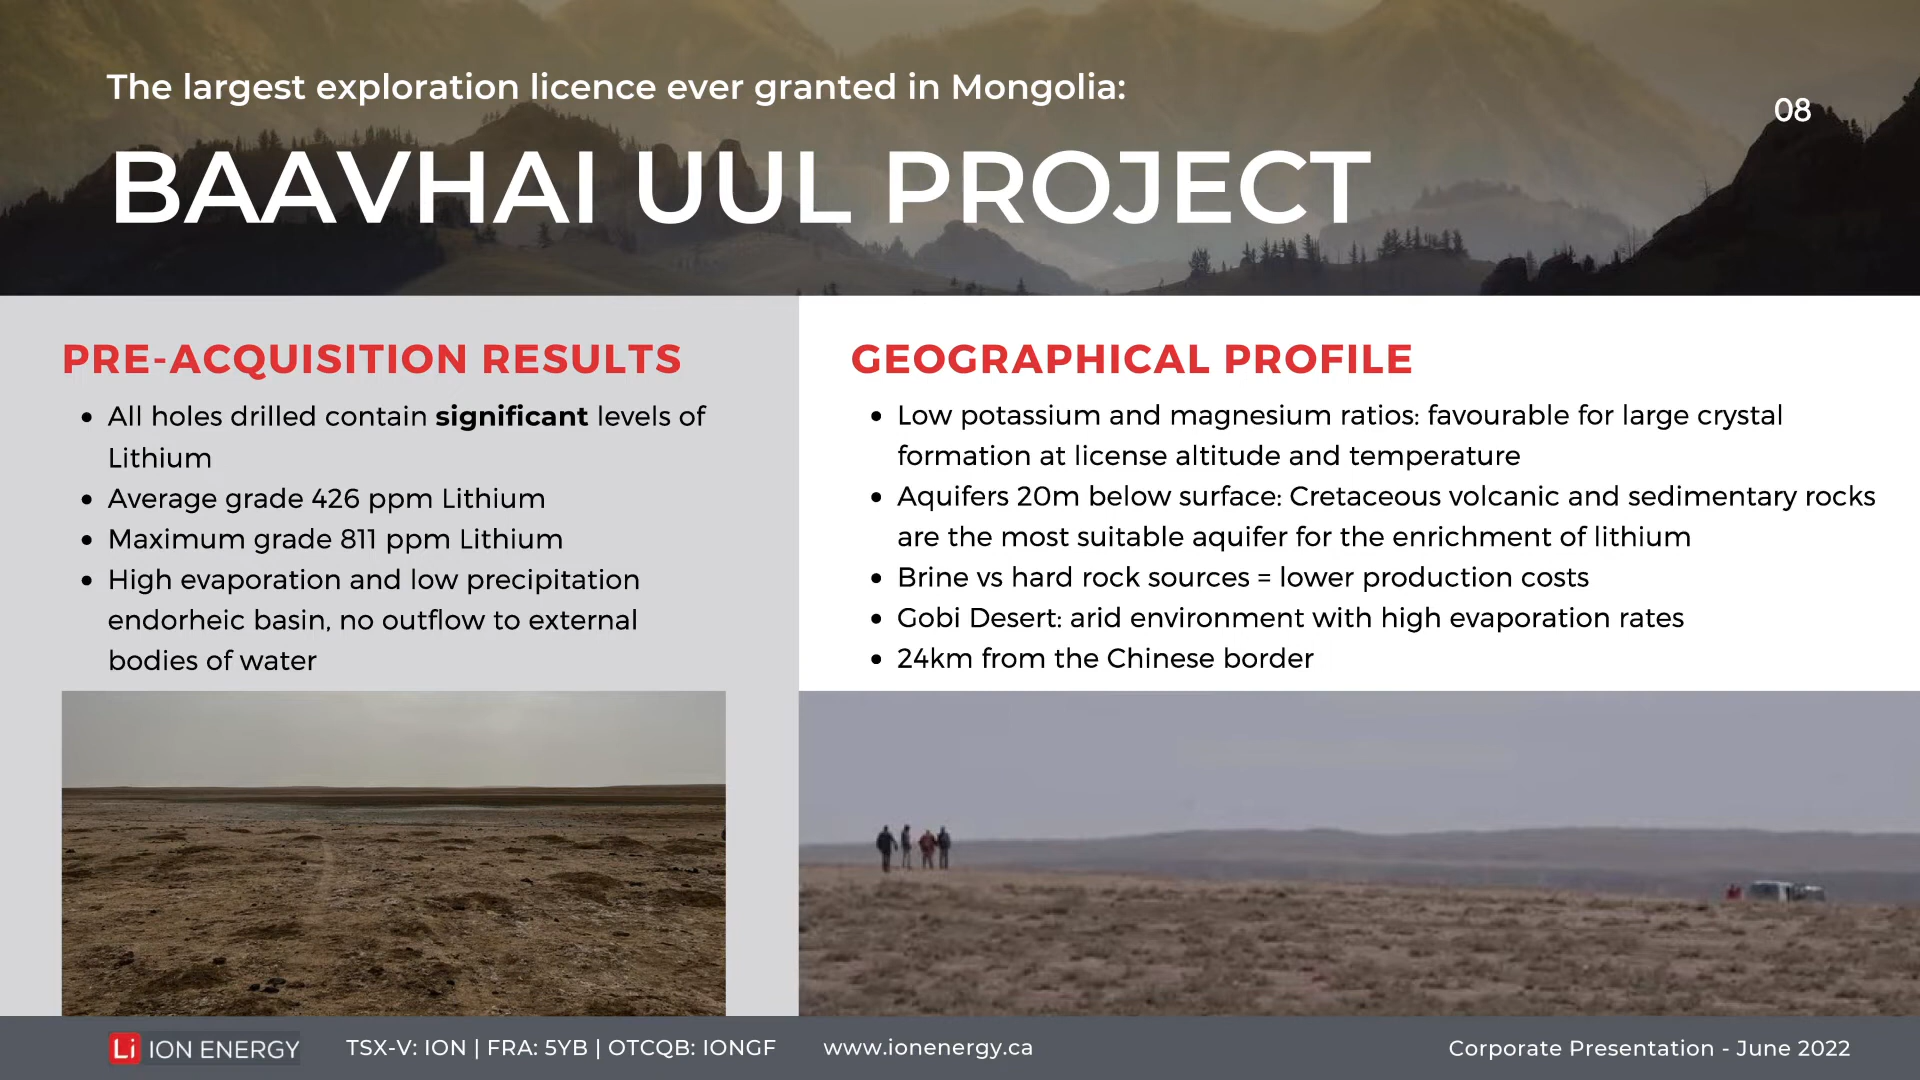 The largest exploration licence ever granted in Mongolia:
08
BAAVHAI UUL PROJECT
PRE-ACQUISITION RESULTS
• All holes drilled contain significant levels of
Lithium
• Average grade 426 ppm Lithium
• Maximum grade 811 ppm Lithium
• High evaporation and low precipitation
endorheic basin, no outflow to external
bodies of water
GEOGRAPHICAL PROFILE
• Low potassium and magnesium ratios: favourable for large crystal
formation at license altitude and temperature
• Aquifers 20m below surface: Cretaceous volcanic and sedimentary rocks
are the most suitable aquifer for the enrichment of lithium
• Brine vs hard rock sources = lower production costs
• Gobi Desert: arid environment with high evaporation rates
• 24km from the Chinese border
Li ION ENERGY
TSX-V: ION | FRA: 5YB | OTCQB: IONGF
www.ionenergy.ca
Corporate Presentation - June 2022